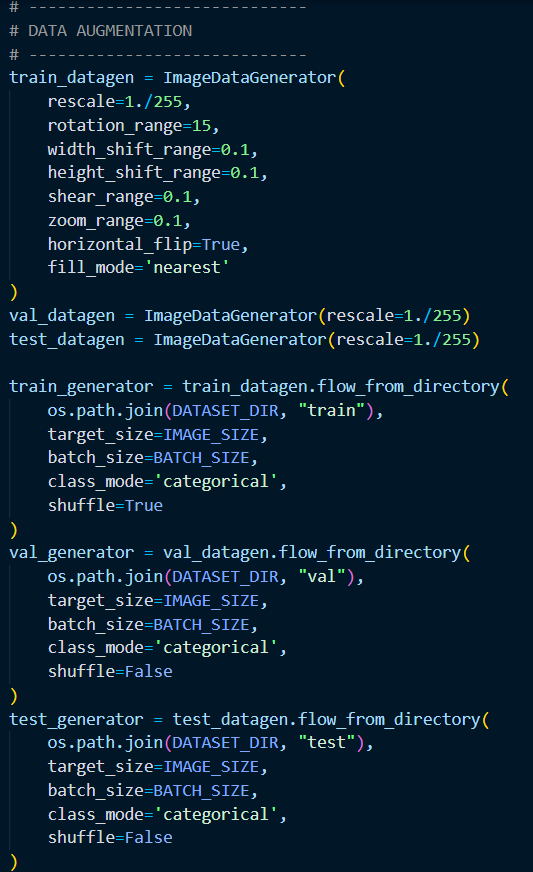 # -----------------------------
# DATA AUGMENTATION
# -----------------------------
train_datagen = ImageDataGenerator(
    rescale=1./255,
    rotation_range=15,
    width_shift_range=0.1,
    height_shift_range=0.1,
    shear_range=0.1,
    zoom_range=0.1,
    horizontal_flip=True,
    fill_mode='nearest'
)
val_datagen = ImageDataGenerator(rescale=1./255)
test_datagen = ImageDataGenerator(rescale=1./255)

train_generator = train_datagen.flow_from_directory(
    os.path.join(DATASET_DIR, "train"),
    target_size=IMAGE_SIZE,
    batch_size=BATCH_SIZE,
    class_mode='categorical',
    shuffle=True
)
val_generator = val_datagen.flow_from_directory(
    os.path.join(DATASET_DIR, "val"),
    target_size=IMAGE_SIZE,
    batch_size=BATCH_SIZE,
    class_mode='categorical',
    shuffle=False
)
test_generator = test_datagen.flow_from_directory(
    os.path.join(DATASET_DIR, "test"),
    target_size=IMAGE_SIZE,
    batch_size=BATCH_SIZE,
    class_mode='categorical',
    shuffle=False
)